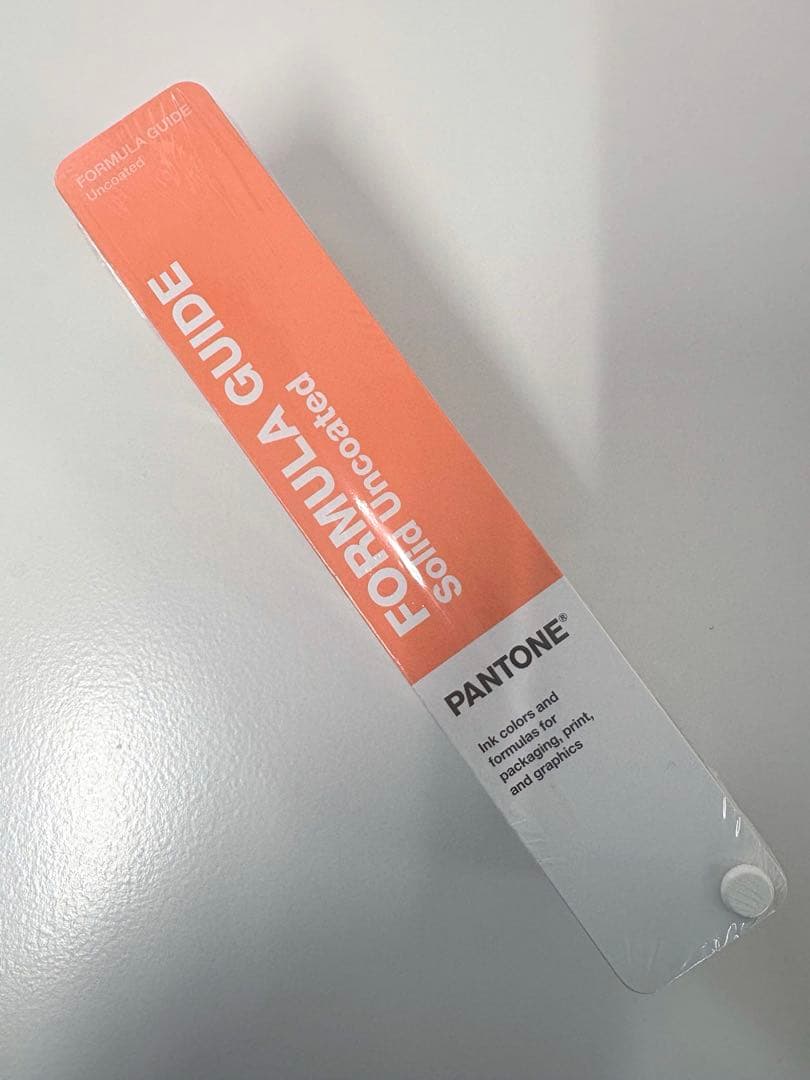 FORMULA GUIDE
Uncoated
FORMULA GUIDE
Solid Uncoated
PANTONE®
Ink colors and
formulas for
packaging, print,
and graphics